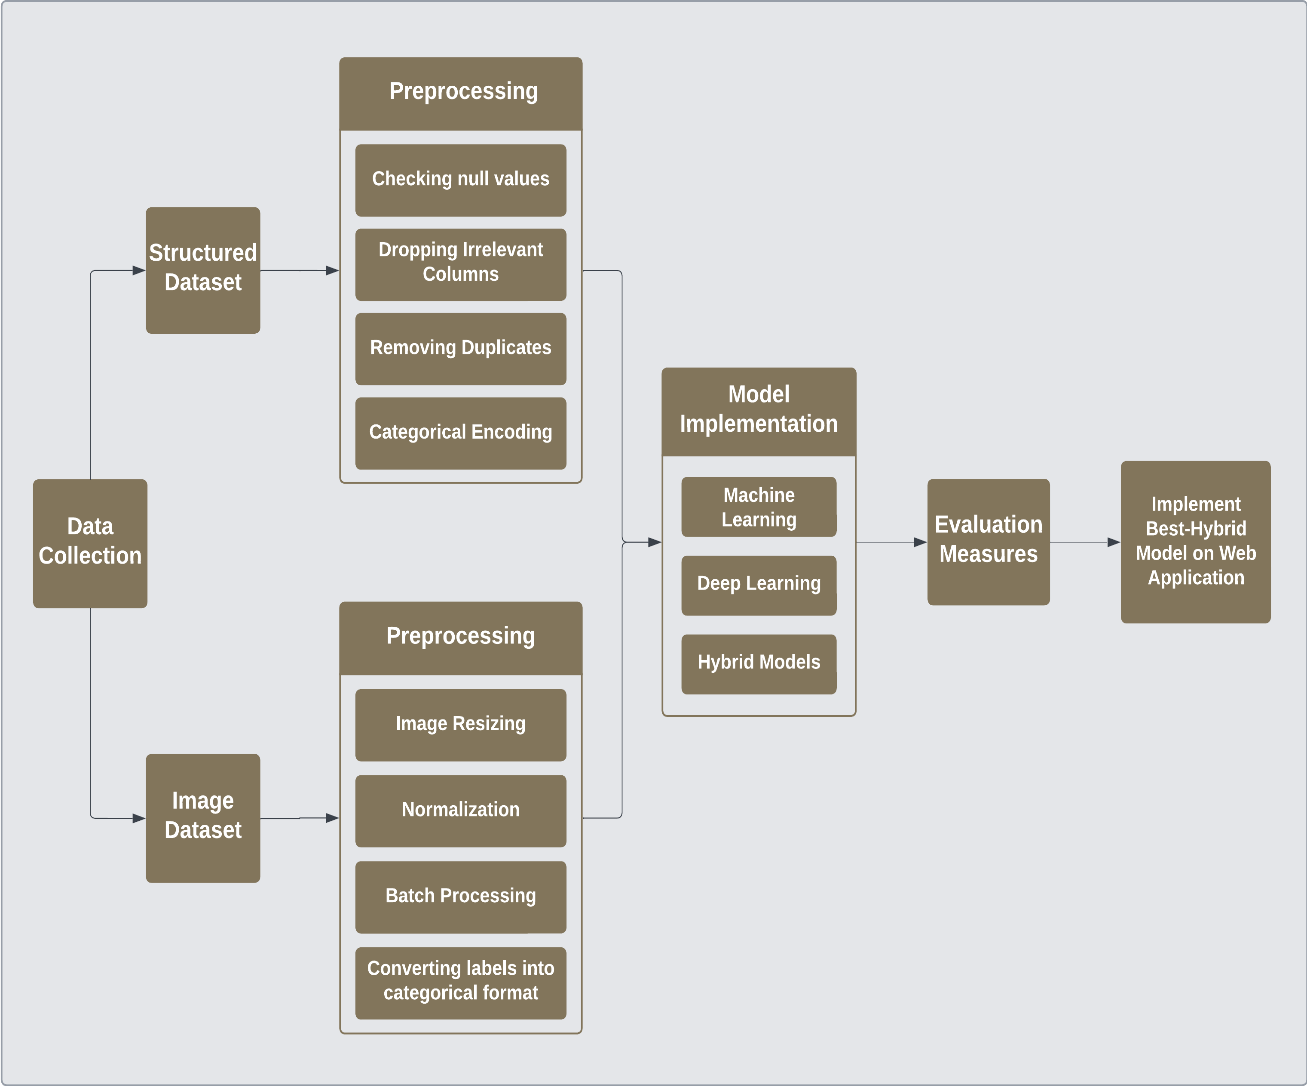 Preprocessing
Checking null values
Dropping Irrelevant
Columns
Removing Duplicates
Categorical Encoding
Structured
Dataset
Data
Collection
Image
Dataset
Preprocessing
Image Resizing
Normalization
Batch Processing
Converting labels into
categorical format
Model
Implementation
Machine
Learning
Deep Learning
Hybrid Models
Evaluation
Measures
Implement
Best-Hybrid
Model on Web
Application